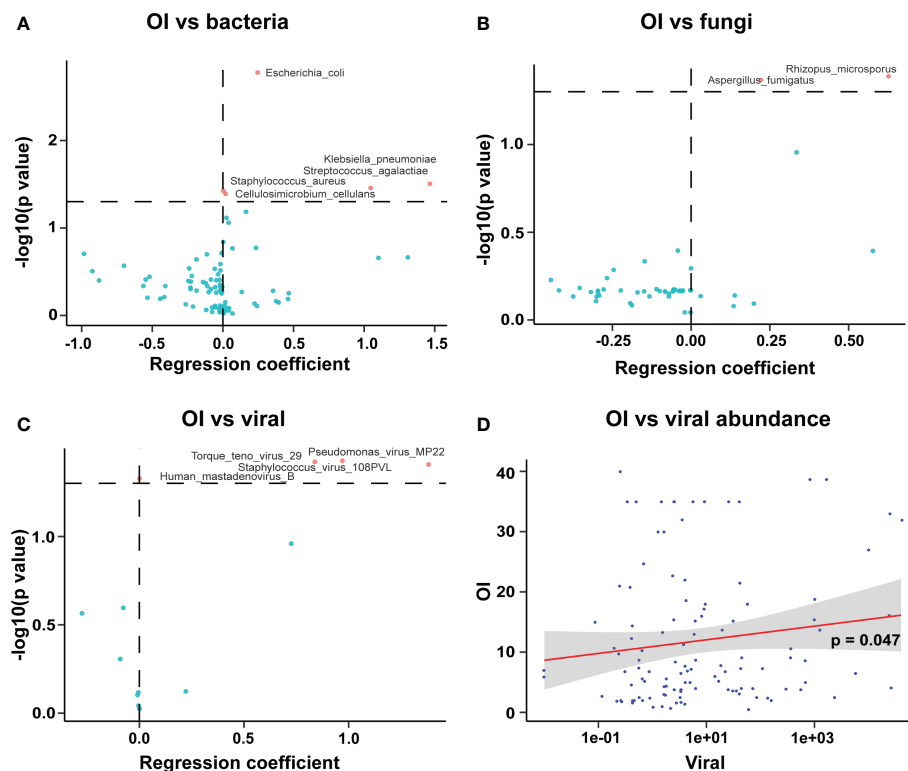 A
OI vs bacteria
Escherichia_coli
Klebsiella_pneumoniae
Streptococcus_agalactiae
Staphylococcus_aureus
Cellulosimicrobium_cellulans
-log10(p value)
2
1
0
-1.0 -0.5 0.0 0.5 1.0 1.5
Regression coefficient
B
OI vs fungi
Rhizopus_microsporus
Aspergillus_fumigatus
-log10(p value)
1.0
0.5
0.0
-0.25 0.00 0.25 0.50
Regression coefficient
C
OI vs viral
Pseudomonas_virus_MP22
Torque_teno_virus_29
Staphylococcus_virus_108PVL
Human_mastadenovirus_B
-log10(p value)
1.0
0.5
0.0
0.0 0.5 1.0
Regression coefficient
D
OI vs viral abundance
OI
40
30
20
10
0
p = 0.047
1e-01 1e+01 1e+03
Viral